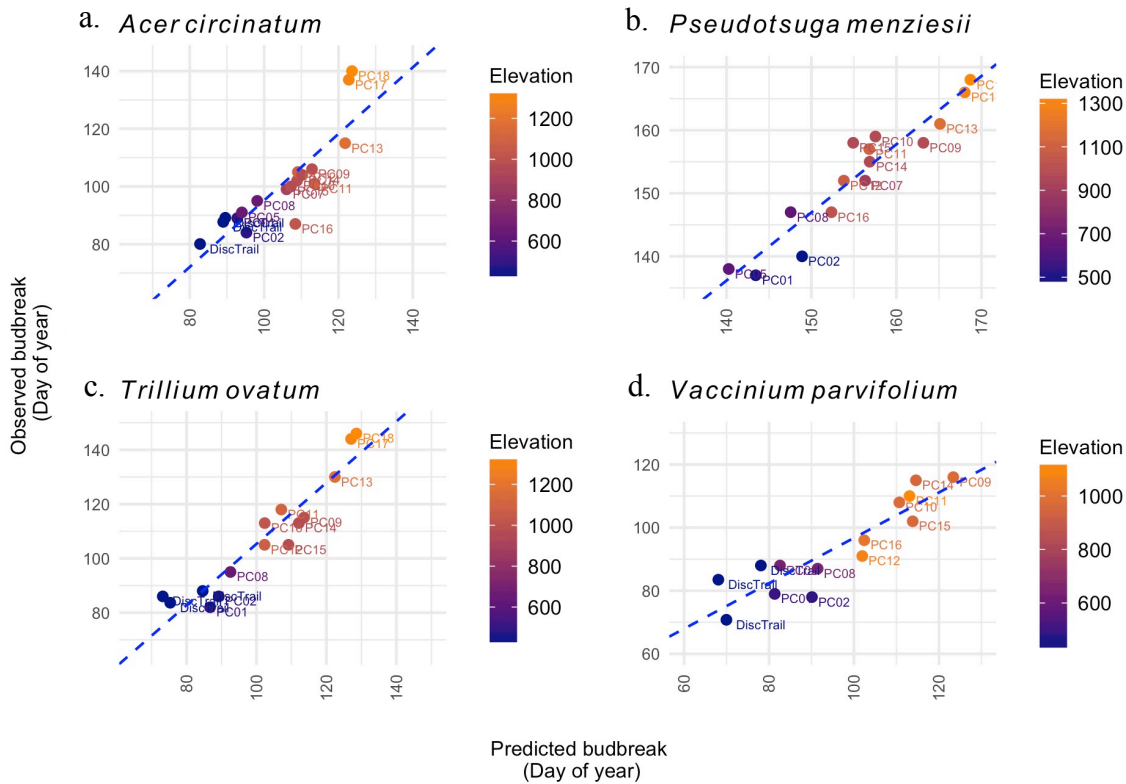 a. Acer circinatum
140
120
100
80
80
100
120
140
PC18
PC17
PC13
PC09
PC11
PC07
PC16
PC08
PC05
DiscTrail
PC02
DiscTrail
Elevation
1200
1000
800
600
b. Pseudotsuga menziesii
170
160
150
140
140
150
160
170
PC
PC1
PC13
PC10
PC09
PC11
PC14
PC07
PC08
PC16
PC02
PC01
Elevation
1300
1100
900
700
500
Observed budbreak
(Day of year)
c. Trillium ovatum
140
120
100
80
80
100
120
140
PC18
PC17
PC13
PC11
PC09
PC14
PC15
PC08
DiscTrail
PC02
PC01
Elevation
1200
1000
800
600
d. Vaccinium parvifolium
120
100
80
60
60
80
100
120
PC14
PC09
PC11
PC10
PC15
PC16
PC12
PC08
DiscTrail
DiscTrail
PC0
PC02
DiscTrail
Elevation
1000
800
600
Predicted budbreak
(Day of year)